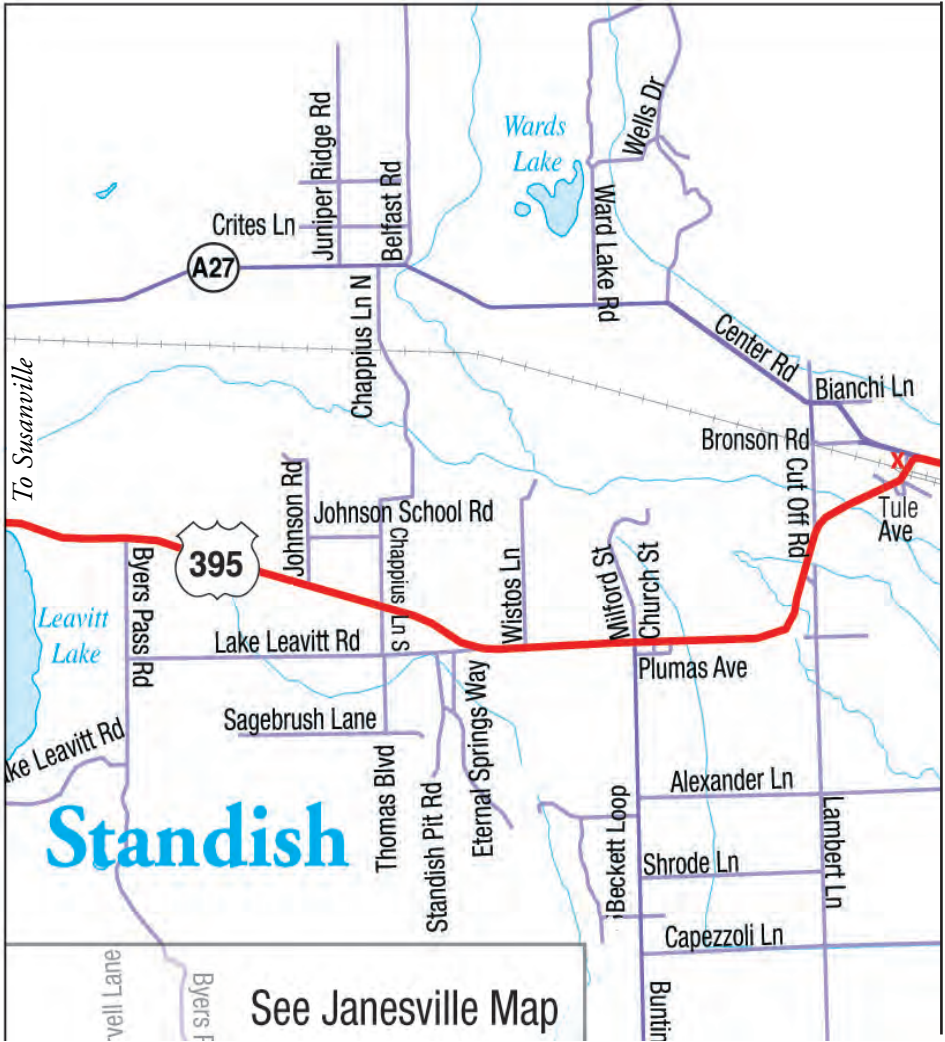 Wells Dr
Wards
Lake
Juniper Ridge Rd
Belfast Rd
Crites Ln
Ward Lake Rd
A27
Chappius Ln N
Center Rd
To Susanville
Bianchi Ln
Bronson Rd
X
Cut Off Rd
Tule
Ave
Johnson Rd
Johnson School Rd
Chappius Ln S
395
Byers Pass Rd
Wistos Ln
Milford St
Church St
Leavitt
Lake
Lake Leavitt Rd
Plumas Ave
Sagebrush Lane
Eternal Springs Way
ke Leavitt Rd
Thomas Blvd
Standish Pit Rd
Alexander Ln
Standish
Beckett Loop
Lambert Ln
Shrode Ln
Capezzoli Ln
vell Lane
Byers
See Janesville Map
Buntin